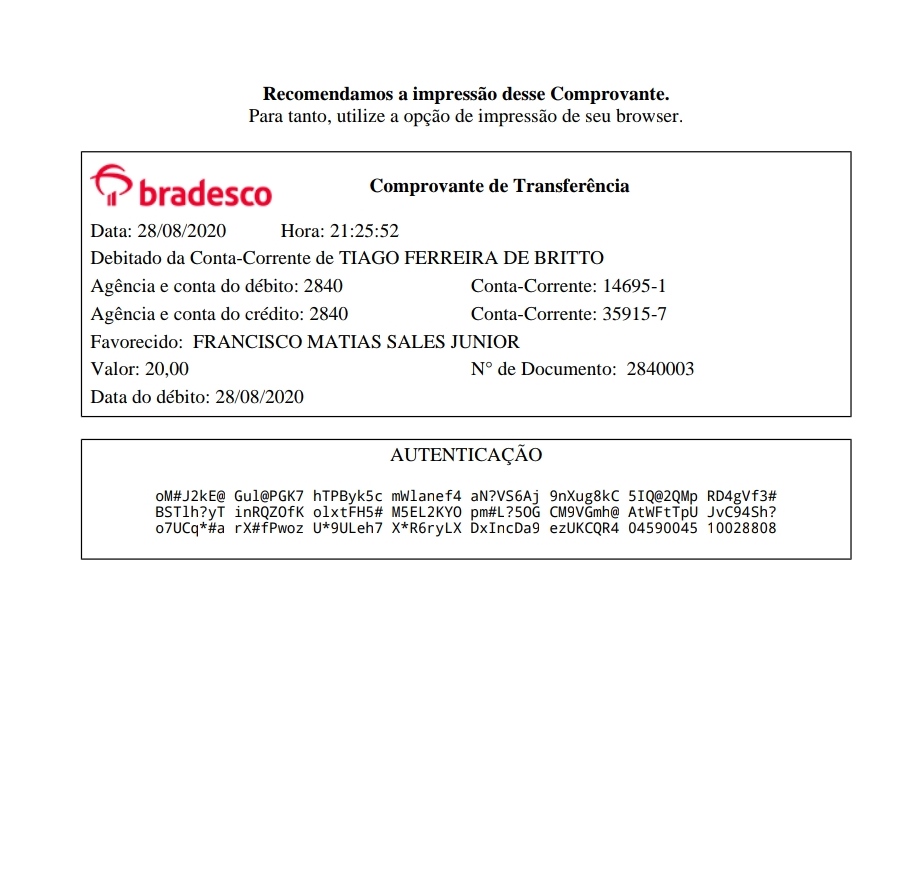 Recomendamos a impressão desse Comprovante.
Para tanto, utilize a opção de impressão de seu browser.
bradesco Comprovante de Transferência
Data: 28/08/2020 Hora: 21:25:52
Debitado da Conta-Corrente de TIAGO FERREIRA DE BRITTO
Agência e conta do débito: 2840 Conta-Corrente: 14695-1
Agência e conta do crédito: 2840 Conta-Corrente: 35915-7
Favorecido: FRANCISCO MATIAS SALES JUNIOR
Valor: 20,00 N° de Documento: 2840003
Data do débito: 28/08/2020
AUTENTICAÇÃO
oM#J2kE@ Gul@PGK7 hTPByk5c mWlanef4 aN?VS6Aj 9nXug8kC 5IQ@2QMp RD4gVf3#
BSTlh?yT inRQZOfK olxtFH5# M5EL2KYO pm#L?5OG CM9VGmh@ AtWFtTpU JvC94Sh?
o7UCq*#a rX#fPwoz U*9ULeh7 X*R6ryLX DxIncDa9 ezUKCQR4 04590045 10028808